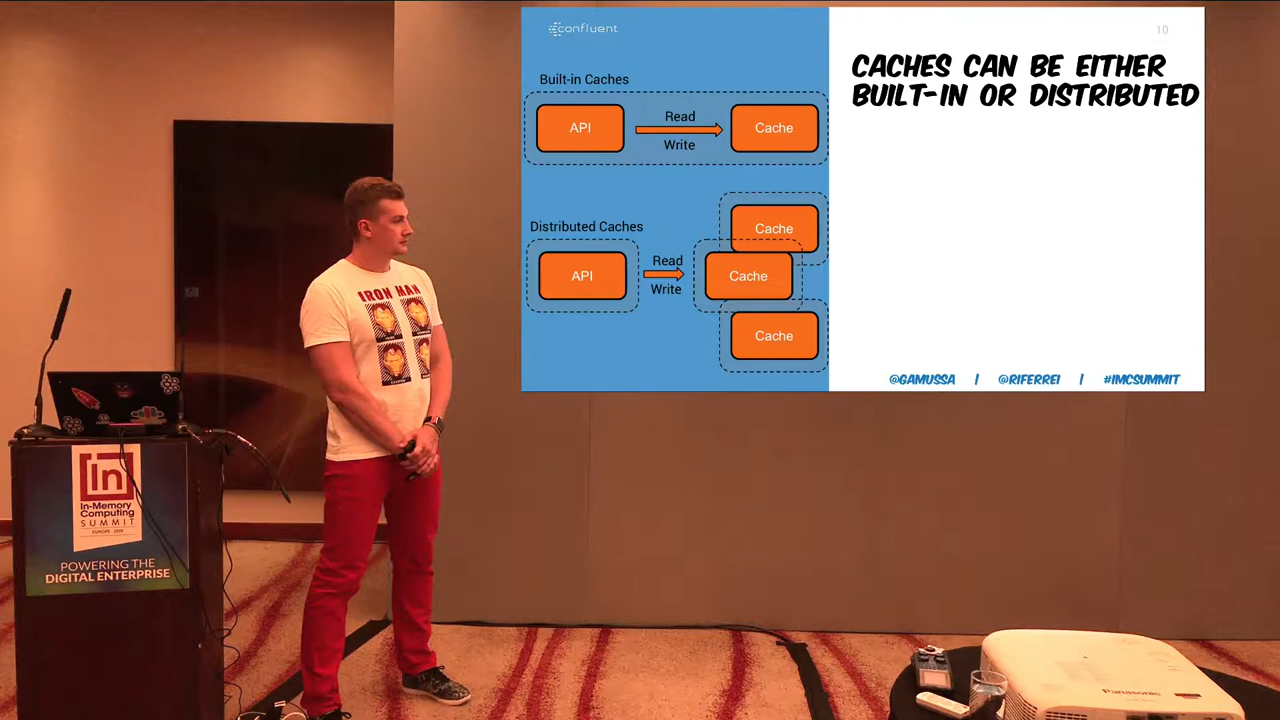 confluent
10
Built-in Caches
API
Read
Write
Cache
CACHES CAN BE EITHER
BUILT-IN OR DISTRIBUTED
Distributed Caches
API
Read
Write
Cache
Cache
Cache
@GAMUSSA | @RIFERREI | #IMCSUMMIT
IRON MAN
In
In-Memory
Computing
SUMMIT
POWERING THE
DIGITAL ENTERPRISE
Panasonic